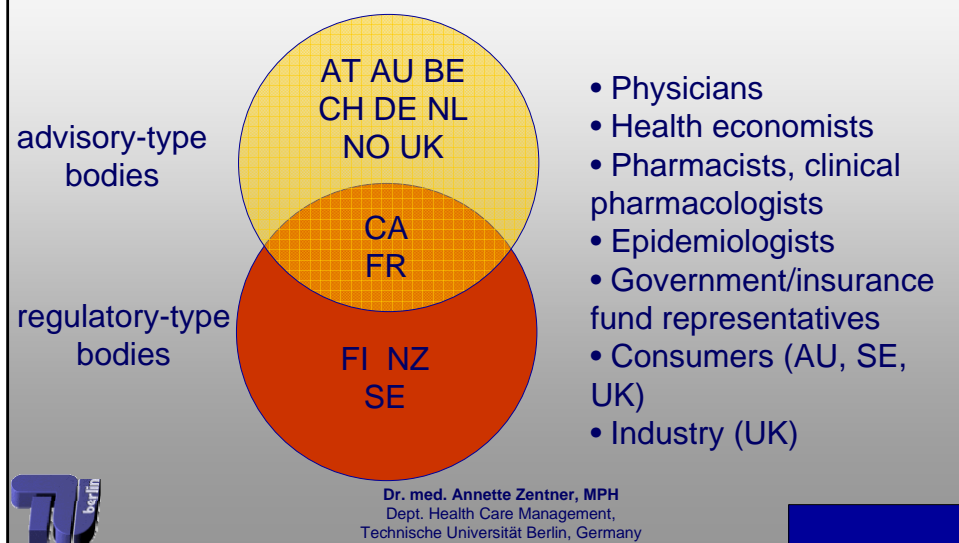 advisory-type
bodies
AT AU BE
CH DE NL
NO UK
CA
FR
regulatory-type
bodies
FI NZ
SE
• Physicians
• Health economists
• Pharmacists, clinical
pharmacologists
• Epidemiologists
• Government/insurance
fund representatives
• Consumers (AU, SE,
UK)
• Industry (UK)
berlin
Dr. med. Annette Zentner, MPH
Dept. Health Care Management,
Technische Universität Berlin, Germany